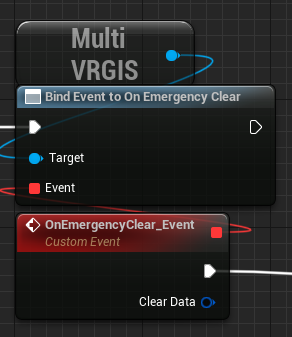 Multi
VRGIS
Bind Event to On Emergency Clear
Target
Event
OnEmergencyClear_Event
Custom Event
Clear Data